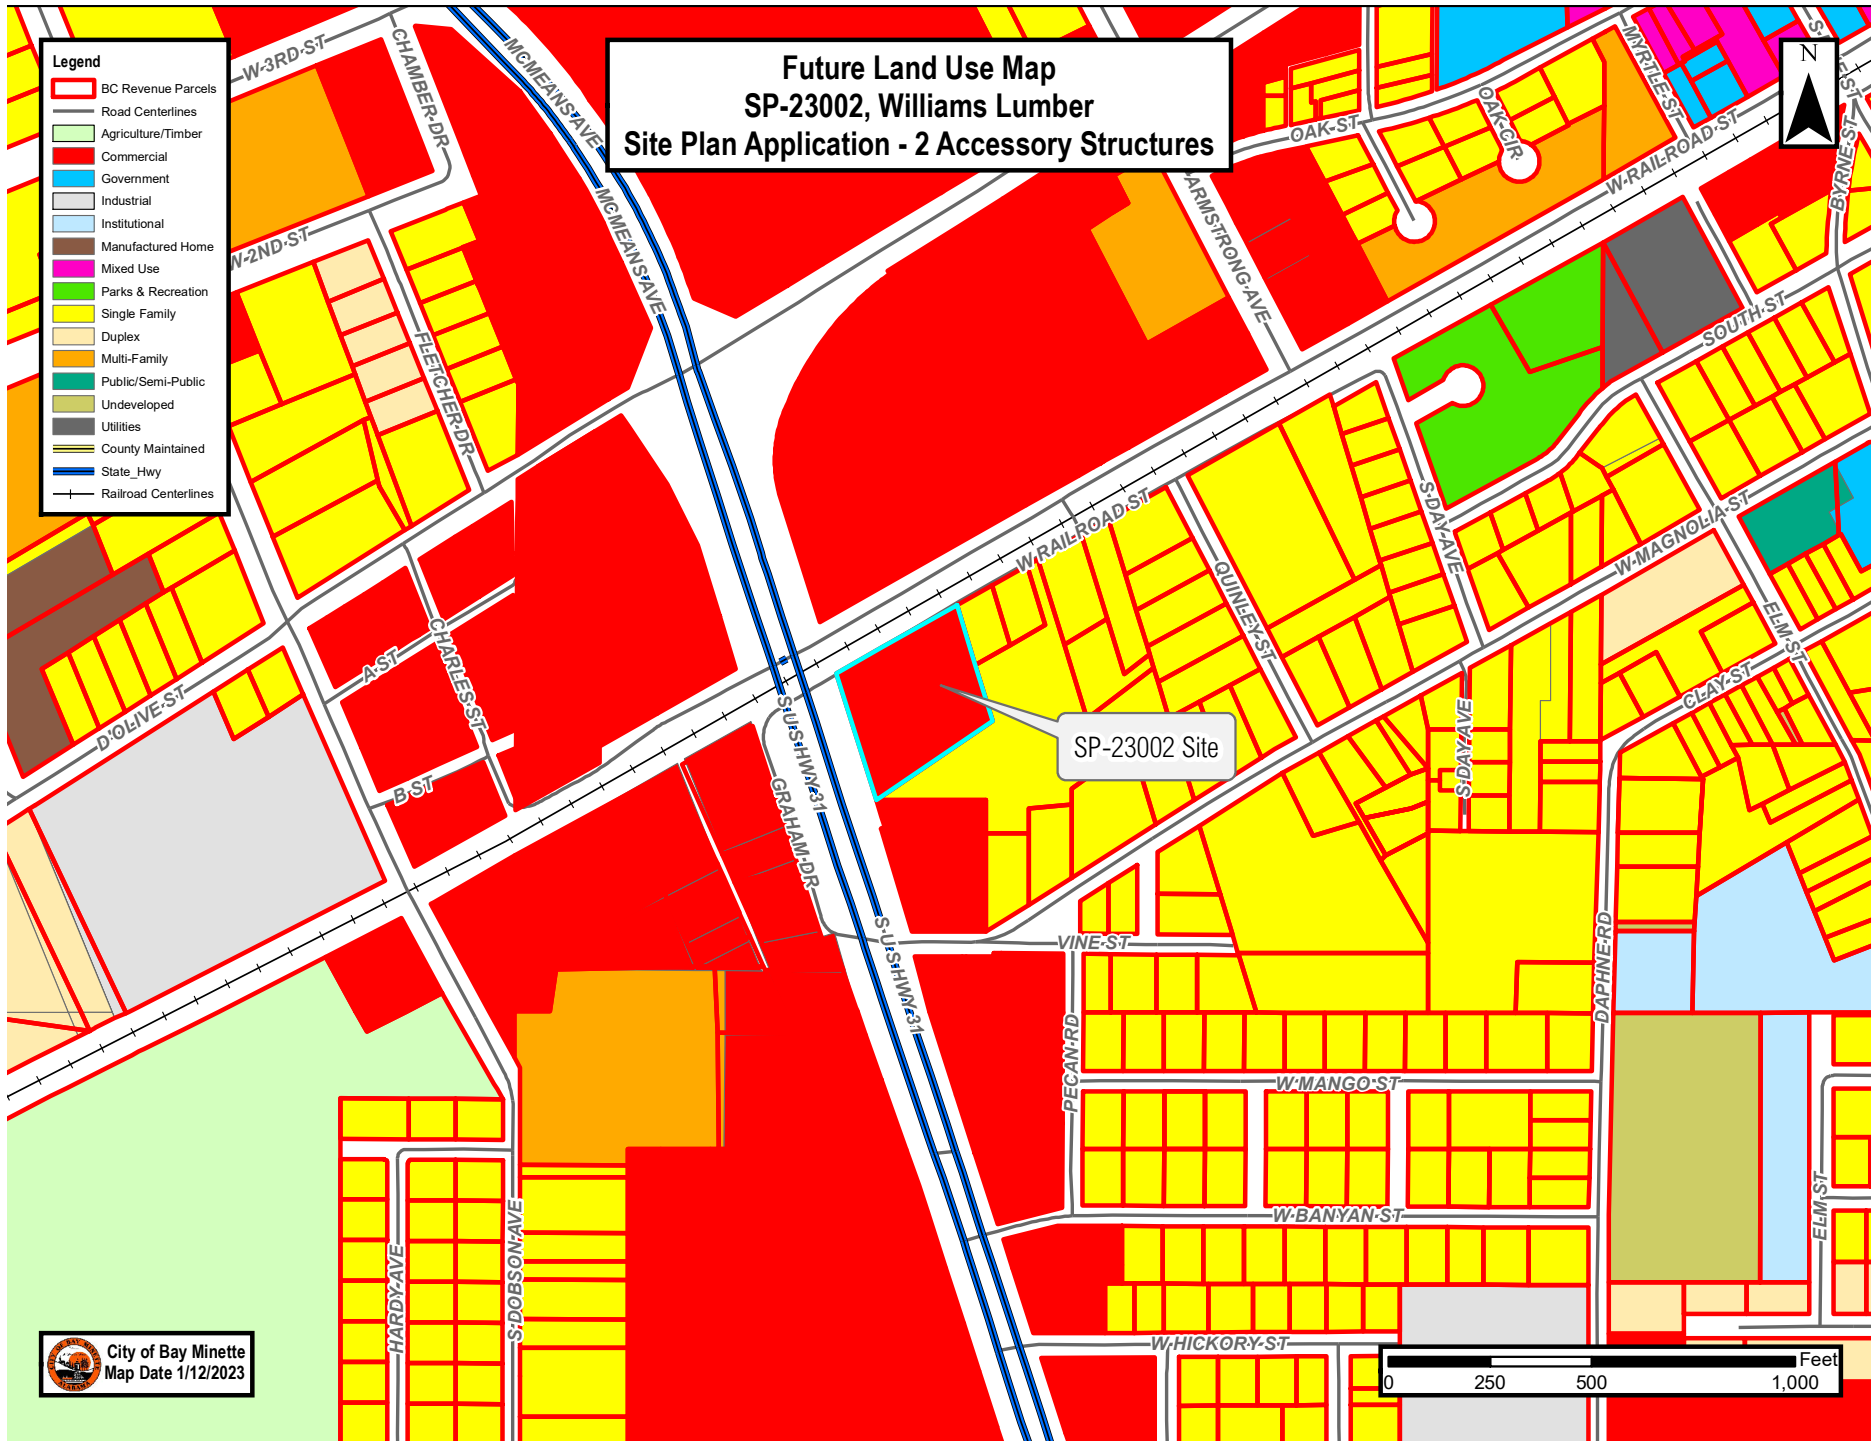 Future Land Use Map
SP-23002, Williams Lumber
Site Plan Application - 2 Accessory Structures
Legend
BC Revenue Parcels
Road Centerlines
Agriculture/Timber
Commercial
Government
Industrial
Institutional
Manufactured Home
Mixed Use
Parks & Recreation
Single Family
Duplex
Multi-Family
Public/Semi-Public
Undeveloped
Utilities
County Maintained
State_Hwy
Railroad Centerlines
N
W 3RD ST
CHAMBER DR
MCMEANS AVE
MCMEANS AVE
W 2ND ST
FLETCHER DR
OAK ST
OAK CIR
MYRTLE ST
W RAILROAD ST
BYRNE ST
ARMSTRONG AVE
SOUTH ST
S DAY AVE
W MAGNOLIA ST
W RAILROAD ST
QUINLEY ST
ELM ST
CLAY ST
S DAY AVE
A ST
CHARLES ST
D'OLIVE ST
B ST
S US HWY 31
GRAHAM DR
SP-23002 Site
S US HWY 31
VINE ST
DAPHNE RD
PECAN RD
W MANGO ST
W BANYAN ST
ELM ST
HARDY AVE
S DOBSON AVE
W HICKORY ST
CITY OF BAY MINETTE
ALABAMA
City of Bay Minette
Map Date 1/12/2023
Feet
0 250 500 1,000